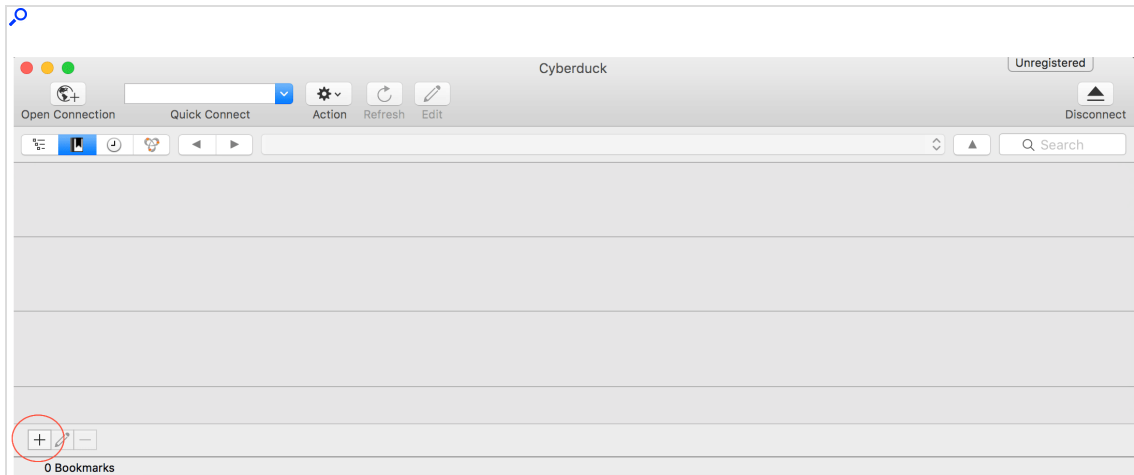 Cyberduck
Unregistered
Open Connection
Quick Connect
Action
Refresh
Edit
Disconnect
Search
0 Bookmarks